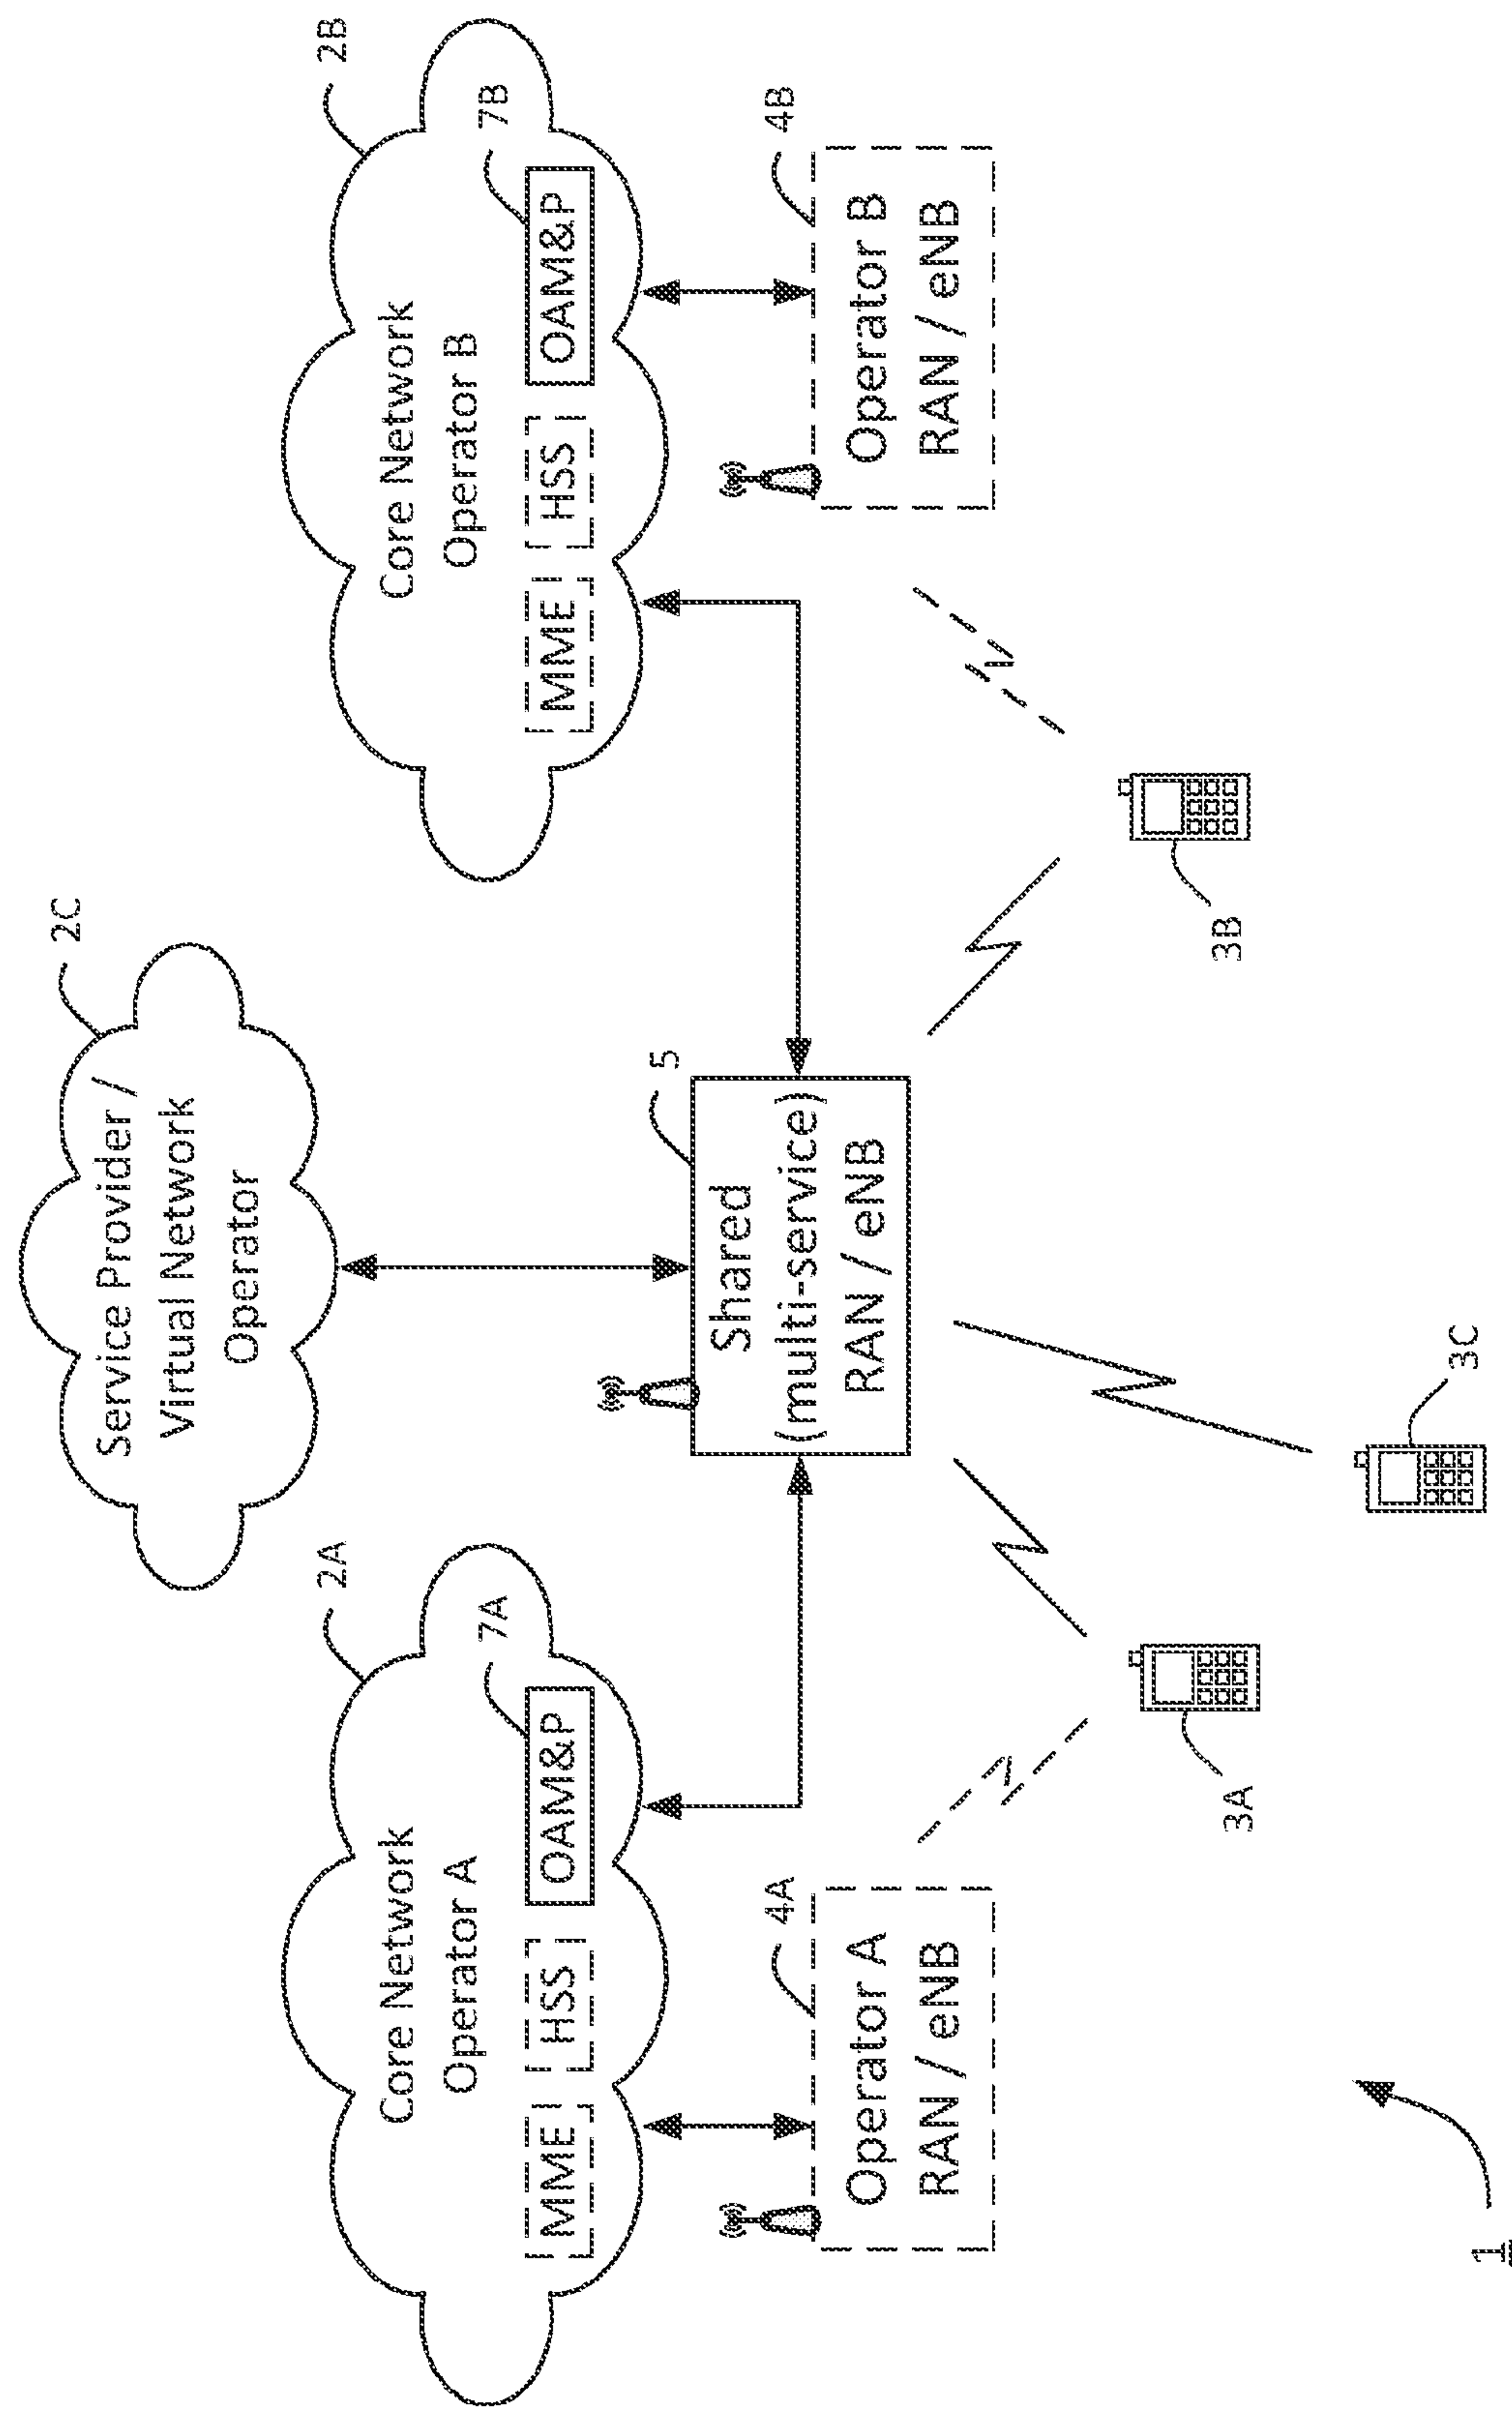 2C
Service Provider /
Virtual Network
Operator
2A
Core Network
Operator A
MME
HSS
OAM&P
7A
2B
Core Network
Operator B
MME
HSS
OAM&P
7B
5
Shared
(multi-service)
RAN / eNB
4A
Operator A
RAN / eNB
4B
Operator B
RAN / eNB
3A
3B
3C
1